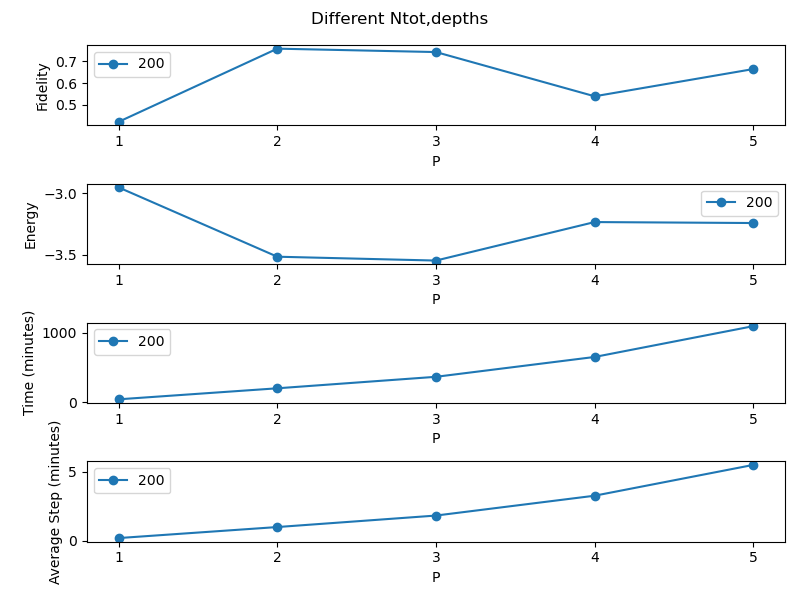 Different Ntot,depths
Fidelity
0.7
0.6
0.5
200
1 2 3 4 5
P
Energy
−3.0
−3.5
200
1 2 3 4 5
P
Time (minutes)
1000
0
200
1 2 3 4 5
P
Average Step (minutes)
5
0
200
1 2 3 4 5
P